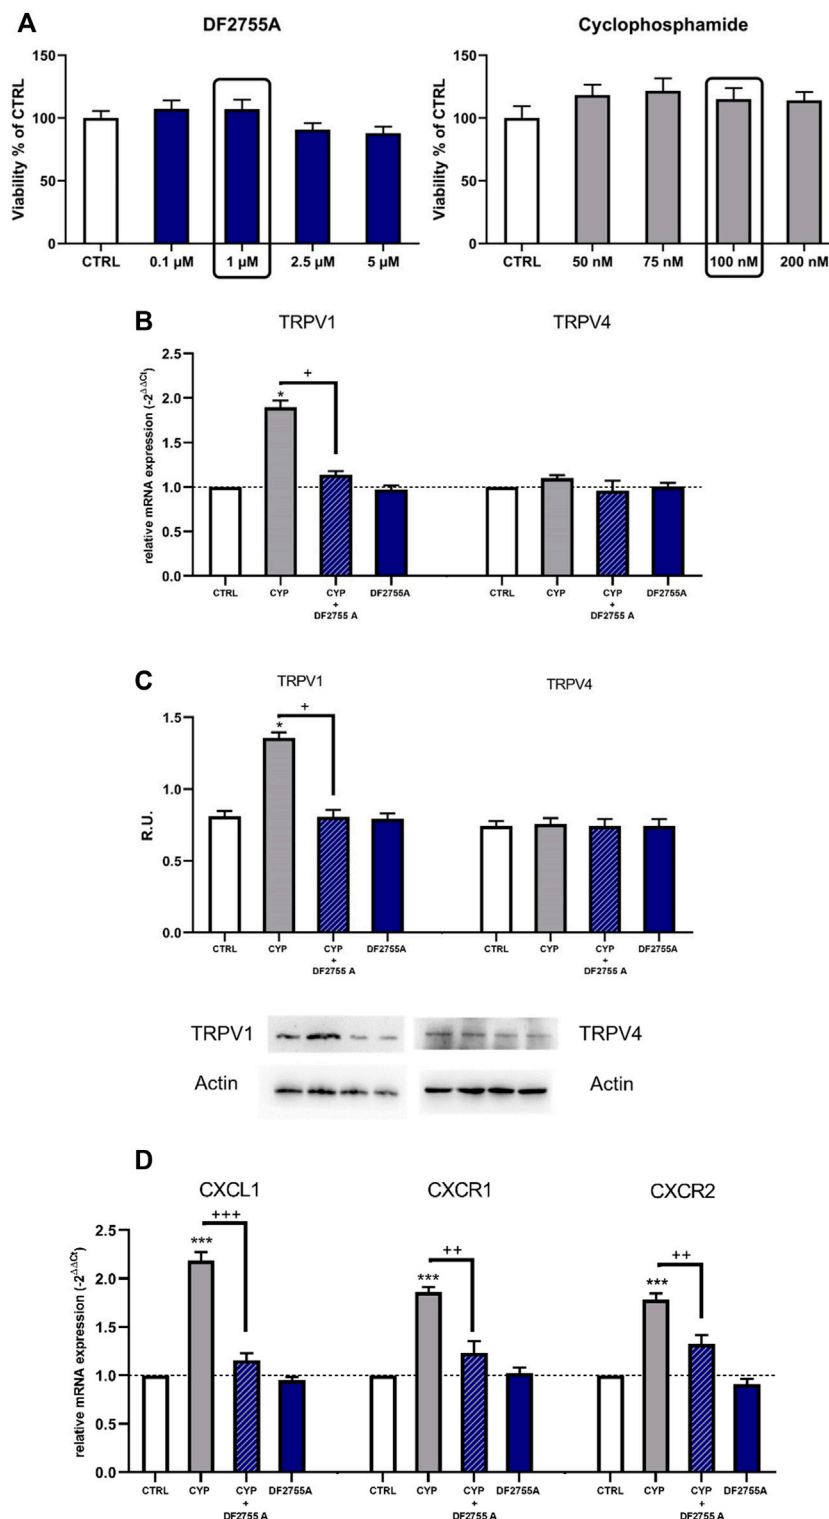 A
DF2755A
Cyclophosphamide
Viability % of CTRL
150
100
50
0
CTRL
0.1 µM
1 µM
2.5 µM
5 µM
Viability % of CTRL
150
100
50
0
CTRL
50 nM
75 nM
100 nM
200 nM
B
TRPV1
TRPV4
relative mRNA expression (-2^ΔΔCt)
2.5
2.0
1.5
1.0
0.5
0.0
+
*
CTRL
CYP
CYP
+
DF2755 A
DF2755A
CTRL
CYP
CYP
+
DF2755 A
DF2755A
C
TRPV1
TRPV4
R.U.
1.5
1.0
0.5
0.0
+
*
CTRL
CYP
CYP
+
DF2755 A
DF2755A
CTRL
CYP
CYP
+
DF2755 A
DF2755A
TRPV1
TRPV4
Actin
Actin
D
CXCL1
CXCR1
CXCR2
relative mRNA expression (-2^ΔΔCt)
2.5
2.0
1.5
1.0
0.5
0.0
+++
***
++
***
++
***
CTRL
CYP
CYP
+
DF2755 A
DF2755A
CTRL
CYP
CYP
+
DF2755 A
DF2755A
CTRL
CYP
CYP
+
DF2755 A
DF2755A